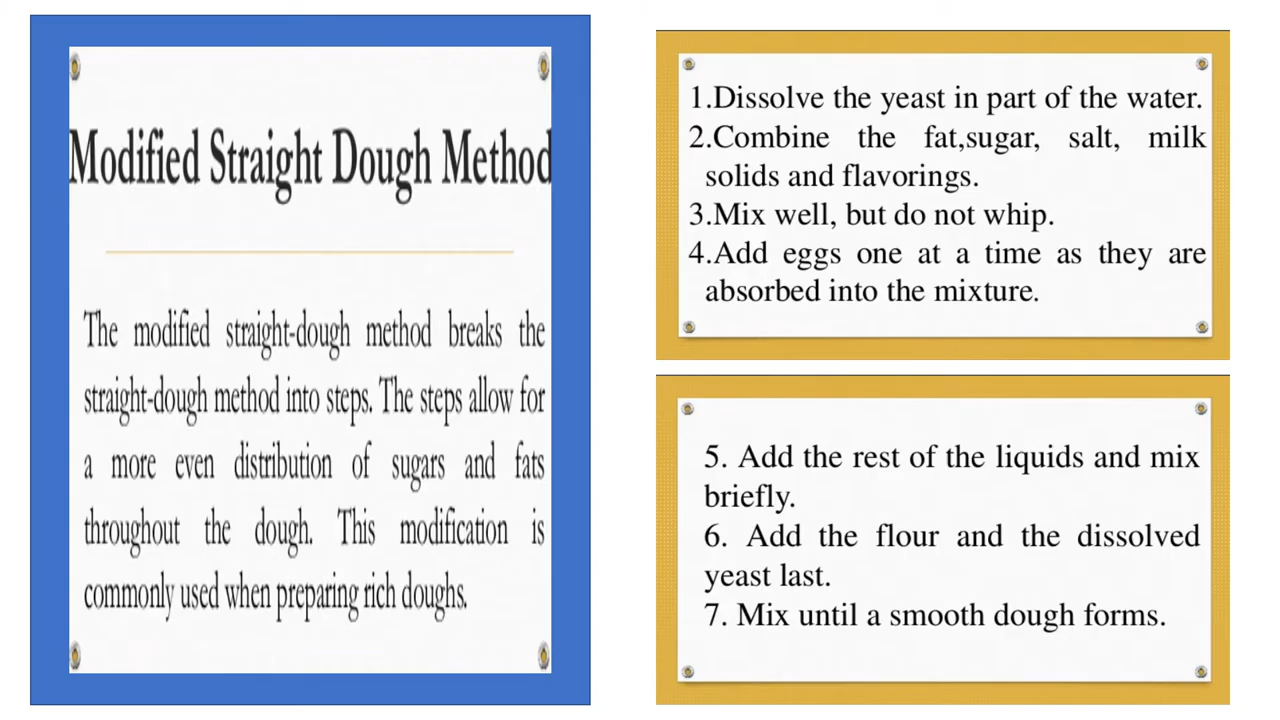 Modified Straight Dough Method
The modified straight-dough method breaks the
straight-dough method into steps. The steps allow for
a more even distribution of sugars and fats
throughout the dough. This modification is
commonly used when preparing rich doughs.
1.Dissolve the yeast in part of the water.
2.Combine the fat,sugar, salt, milk
solids and flavorings.
3.Mix well, but do not whip.
4.Add eggs one at a time as they are
absorbed into the mixture.
5. Add the rest of the liquids and mix
briefly.
6. Add the flour and the dissolved
yeast last.
7. Mix until a smooth dough forms.